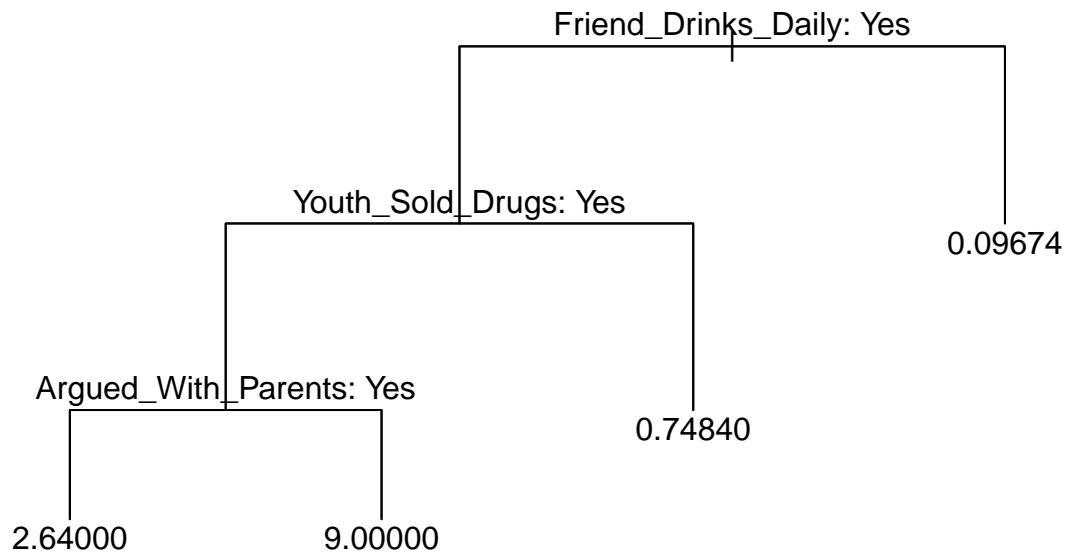 Friend_Drinks_Daily: Yes
Youth_Sold_Drugs: Yes
0.09674
Argued_With_Parents: Yes
0.74840
2.64000
9.00000